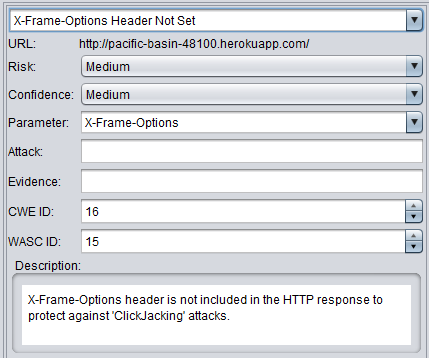 X-Frame-Options Header Not Set
URL: http://pacific-basin-48100.herokuapp.com/
Risk: Medium
Confidence: Medium
Parameter: X-Frame-Options
Attack:
Evidence:
CWE ID: 16
WASC ID: 15
Description:
X-Frame-Options header is not included in the HTTP response to
protect against 'ClickJacking' attacks.